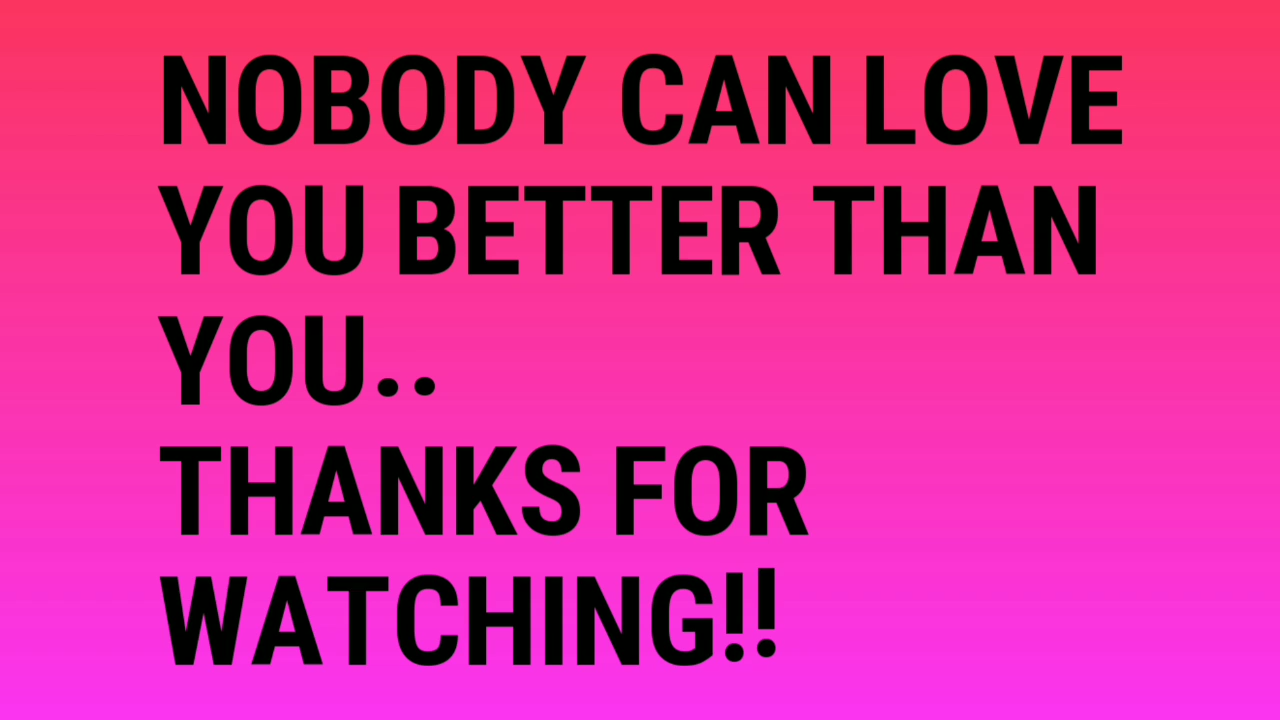 NOBODY CAN LOVE
YOU BETTER THAN
YOU..
THANKS FOR
WATCHING!!